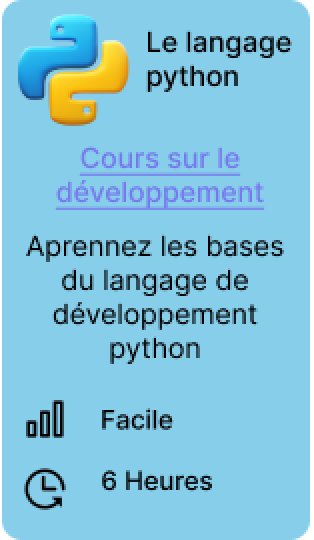 Le langage
python
Cours sur le
développement
Aprennez les bases
du langage de
développement
python
Facile
6 Heures